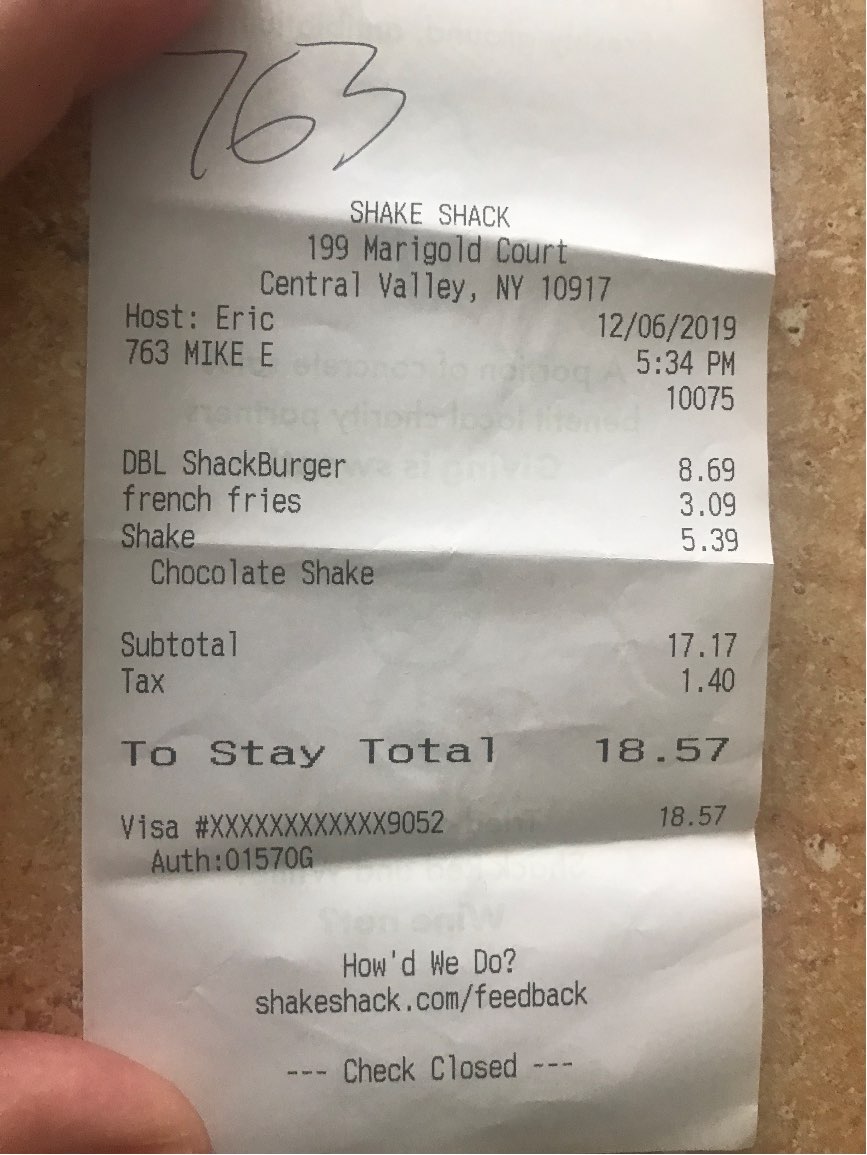 763
SHAKE SHACK
199 Marigold Court
Central Valley, NY 10917
Host: Eric 12/06/2019
763 MIKE E 5:34 PM
10075
DBL ShackBurger 8.69
french fries 3.09
Shake 5.39
Chocolate Shake
Subtotal 17.17
Tax 1.40
To Stay Total 18.57
Visa #XXXXXXXXXXXX9052 18.57
Auth:01570G
How'd We Do?
shakeshack.com/feedback
--- Check Closed ---